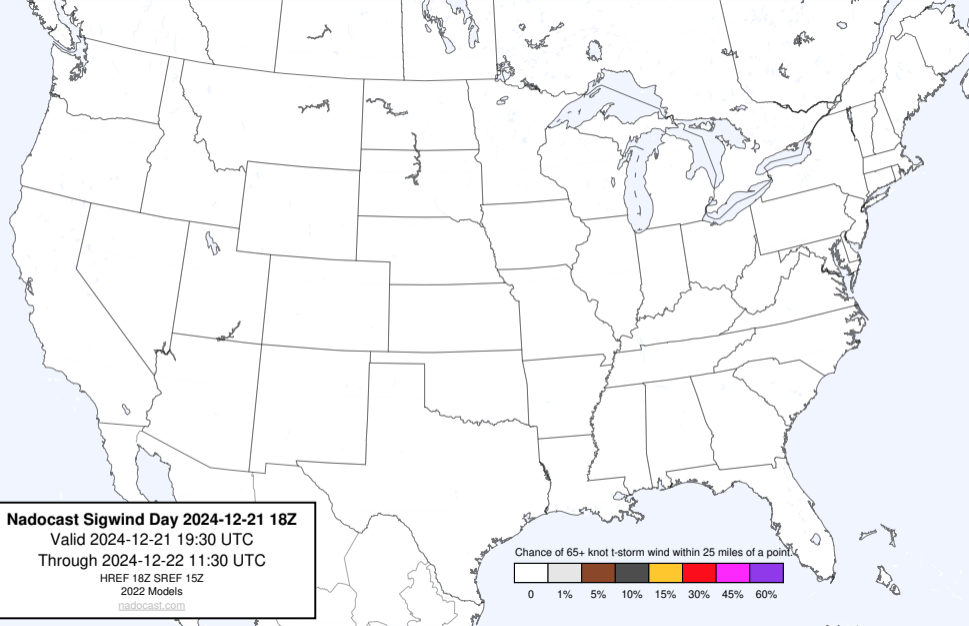 Nadocast Sigwind Day 2024-12-21 18Z
Valid 2024-12-21 19:30 UTC
Through 2024-12-22 11:30 UTC
HREF 18Z SREF 15Z
2022 Models
nadocast.com
Chance of 65+ knot t-storm wind within 25 miles of a point.
0 1% 5% 10% 15% 30% 45% 60%